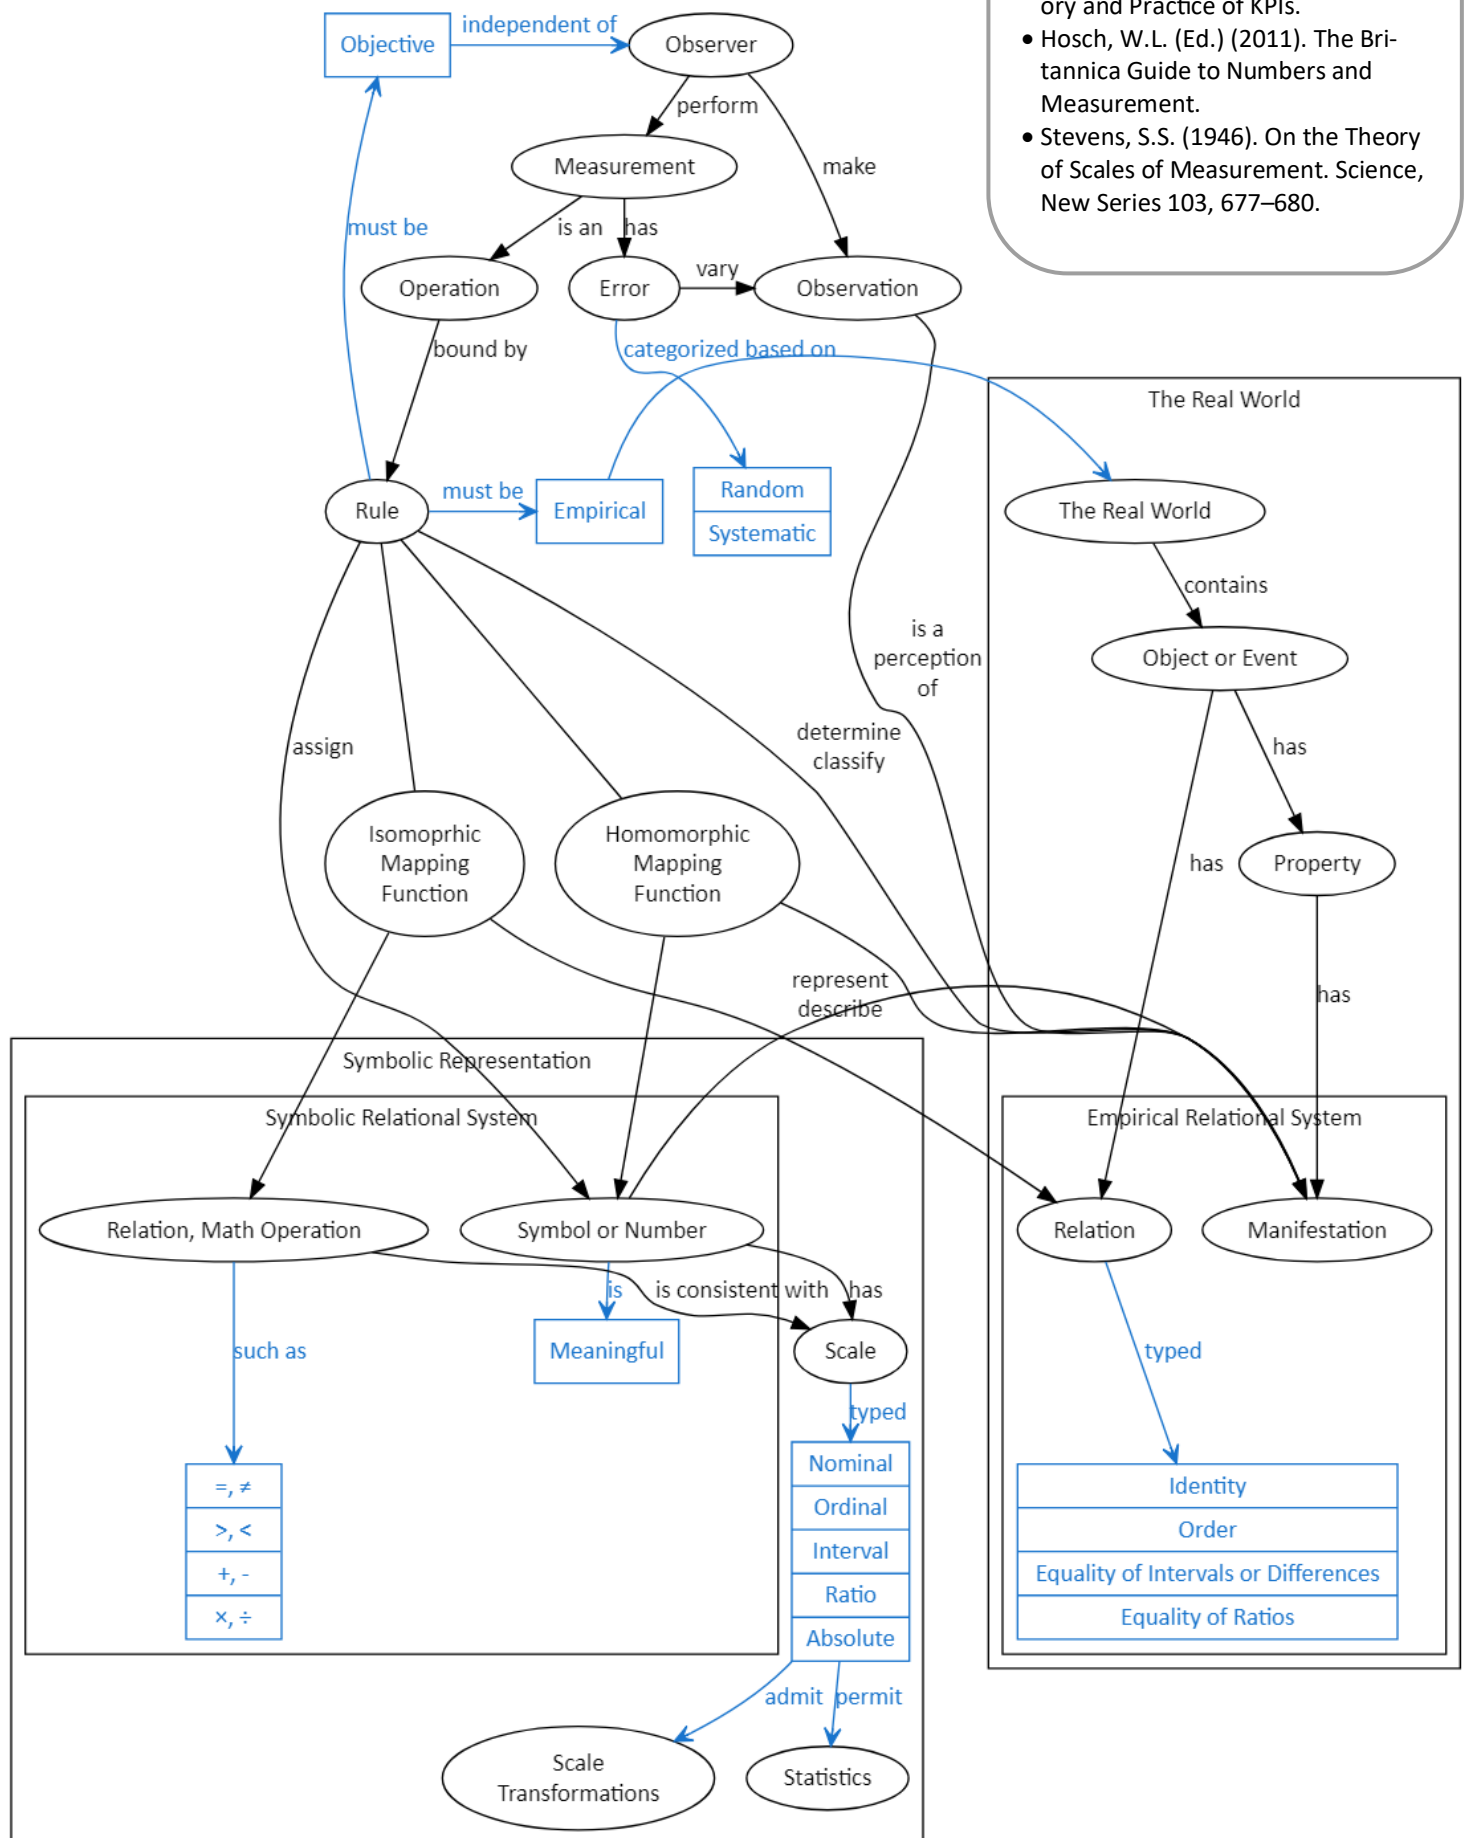 ory and Practice of KPIs.
• Hosch, W.L. (Ed.) (2011). The Bri-
tannica Guide to Numbers and
Measurement.
• Stevens, S.S. (1946). On the Theory
of Scales of Measurement. Science,
New Series 103, 677–680.
Objective
independent of
Observer
perform
make
Measurement
must be
is an
has
Operation
Error
vary
Observation
bound by
categorized based on
The Real World
Rule
must be
Empirical
Random
Systematic
The Real World
contains
is a
perception
of
Object or Event
assign
determine
classify
has
Isomoprhic
Mapping
Function
Homomorphic
Mapping
Function
has
Property
represent
describe
has
Symbolic Representation
Symbolic Relational System
Empirical Relational System
Relation, Math Operation
Symbol or Number
Relation
Manifestation
is
is consistent with
has
such as
Meaningful
Scale
typed
typed
=, ≠
>, <
+, -
×, ÷
Nominal
Ordinal
Interval
Ratio
Absolute
Identity
Order
Equality of Intervals or Differences
Equality of Ratios
admit
permit
Scale
Transformations
Statistics